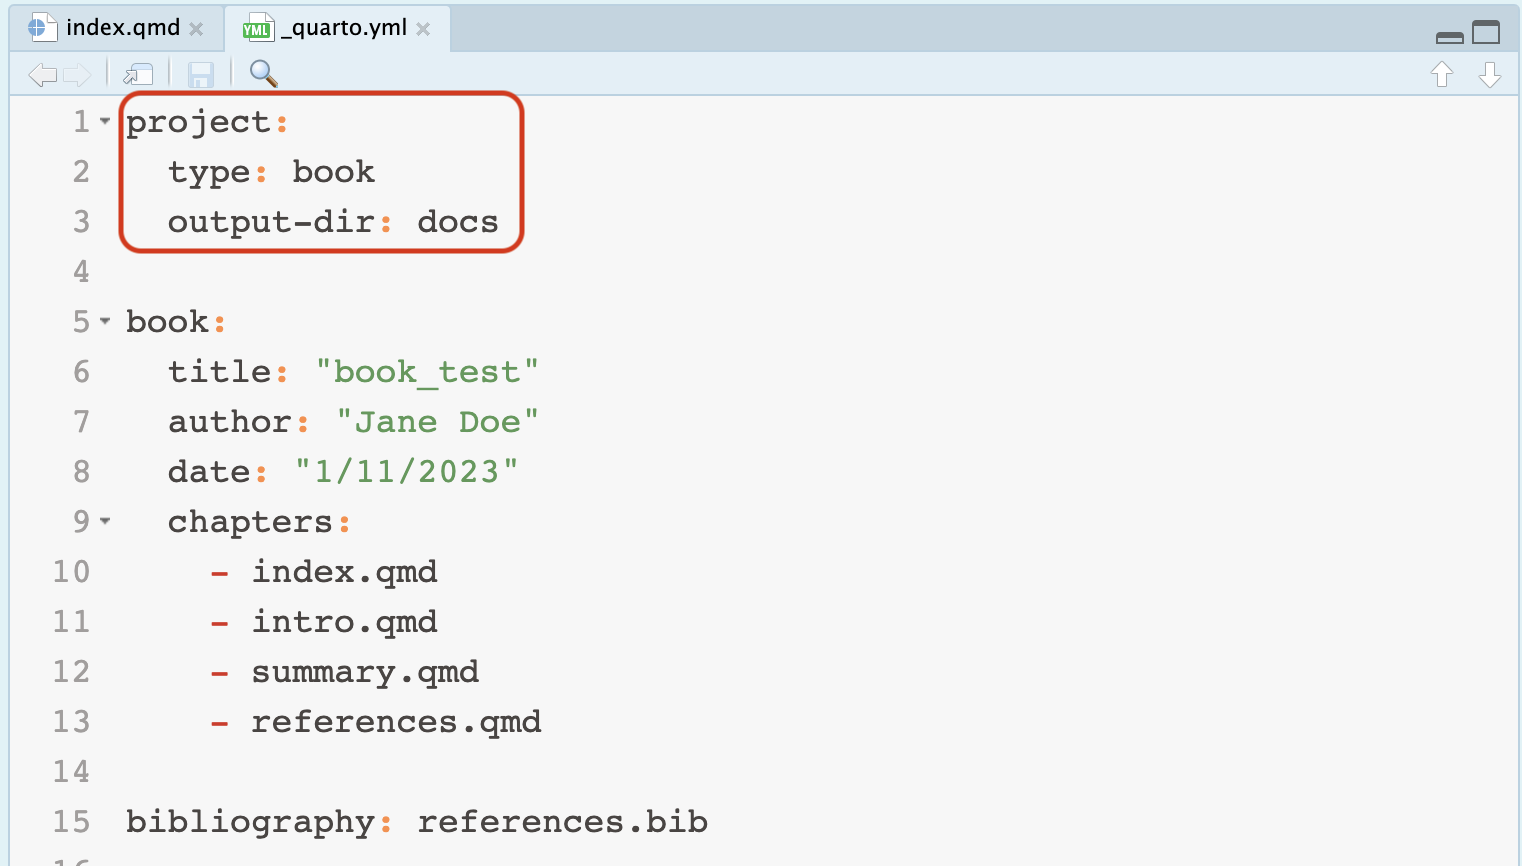 index.qmd
YML _quarto.yml
1 project:
2   type: book
3   output-dir: docs
4
5 book:
6   title: "book_test"
7   author: "Jane Doe"
8   date: "1/11/2023"
9   chapters:
10     - index.qmd
11     - intro.qmd
12     - summary.qmd
13     - references.qmd
14
15 bibliography: references.bib